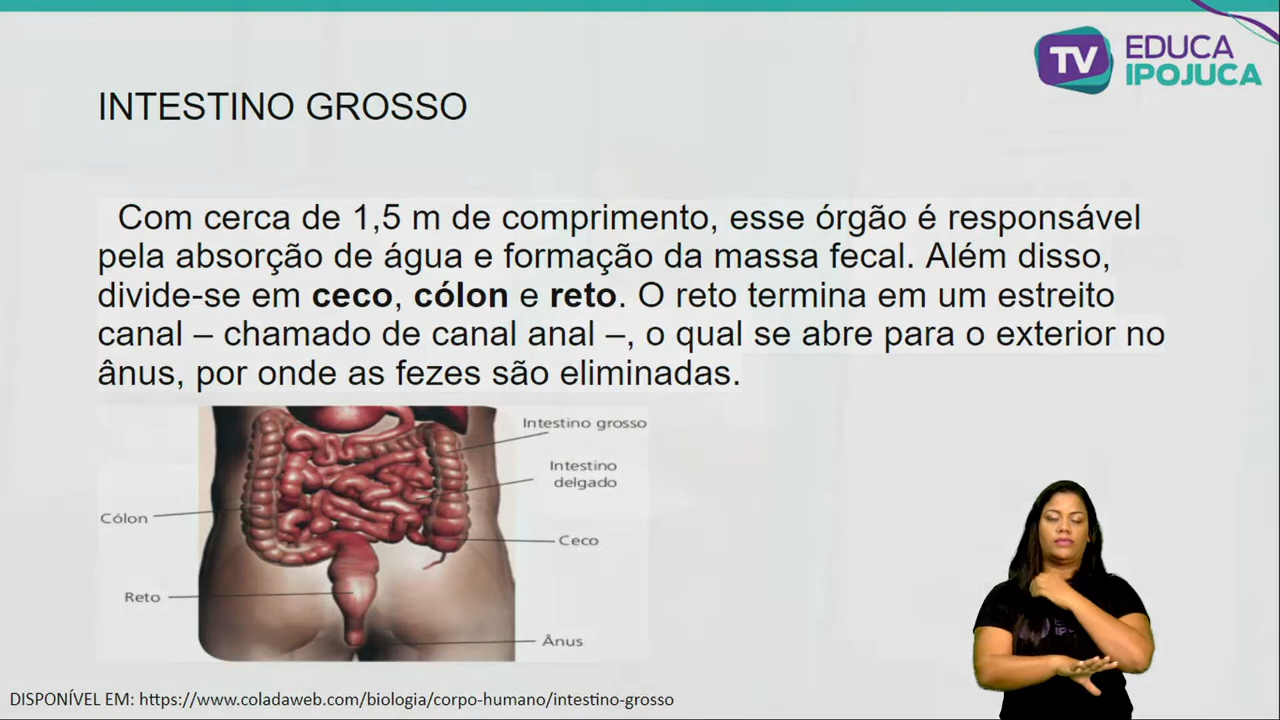 TV EDUCA
IPOJUCA
INTESTINO GROSSO
Com cerca de 1,5 m de comprimento, esse órgão é responsável
pela absorção de água e formação da massa fecal. Além disso,
divide-se em ceco, cólon e reto. O reto termina em um estreito
canal – chamado de canal anal –, o qual se abre para o exterior no
ânus, por onde as fezes são eliminadas.
Intestino grosso
Intestino
delgado
Cólon
Ceco
Reto
Ânus
DISPONÍVEL EM: https://www.coladaweb.com/biologia/corpo-humano/intestino-grosso